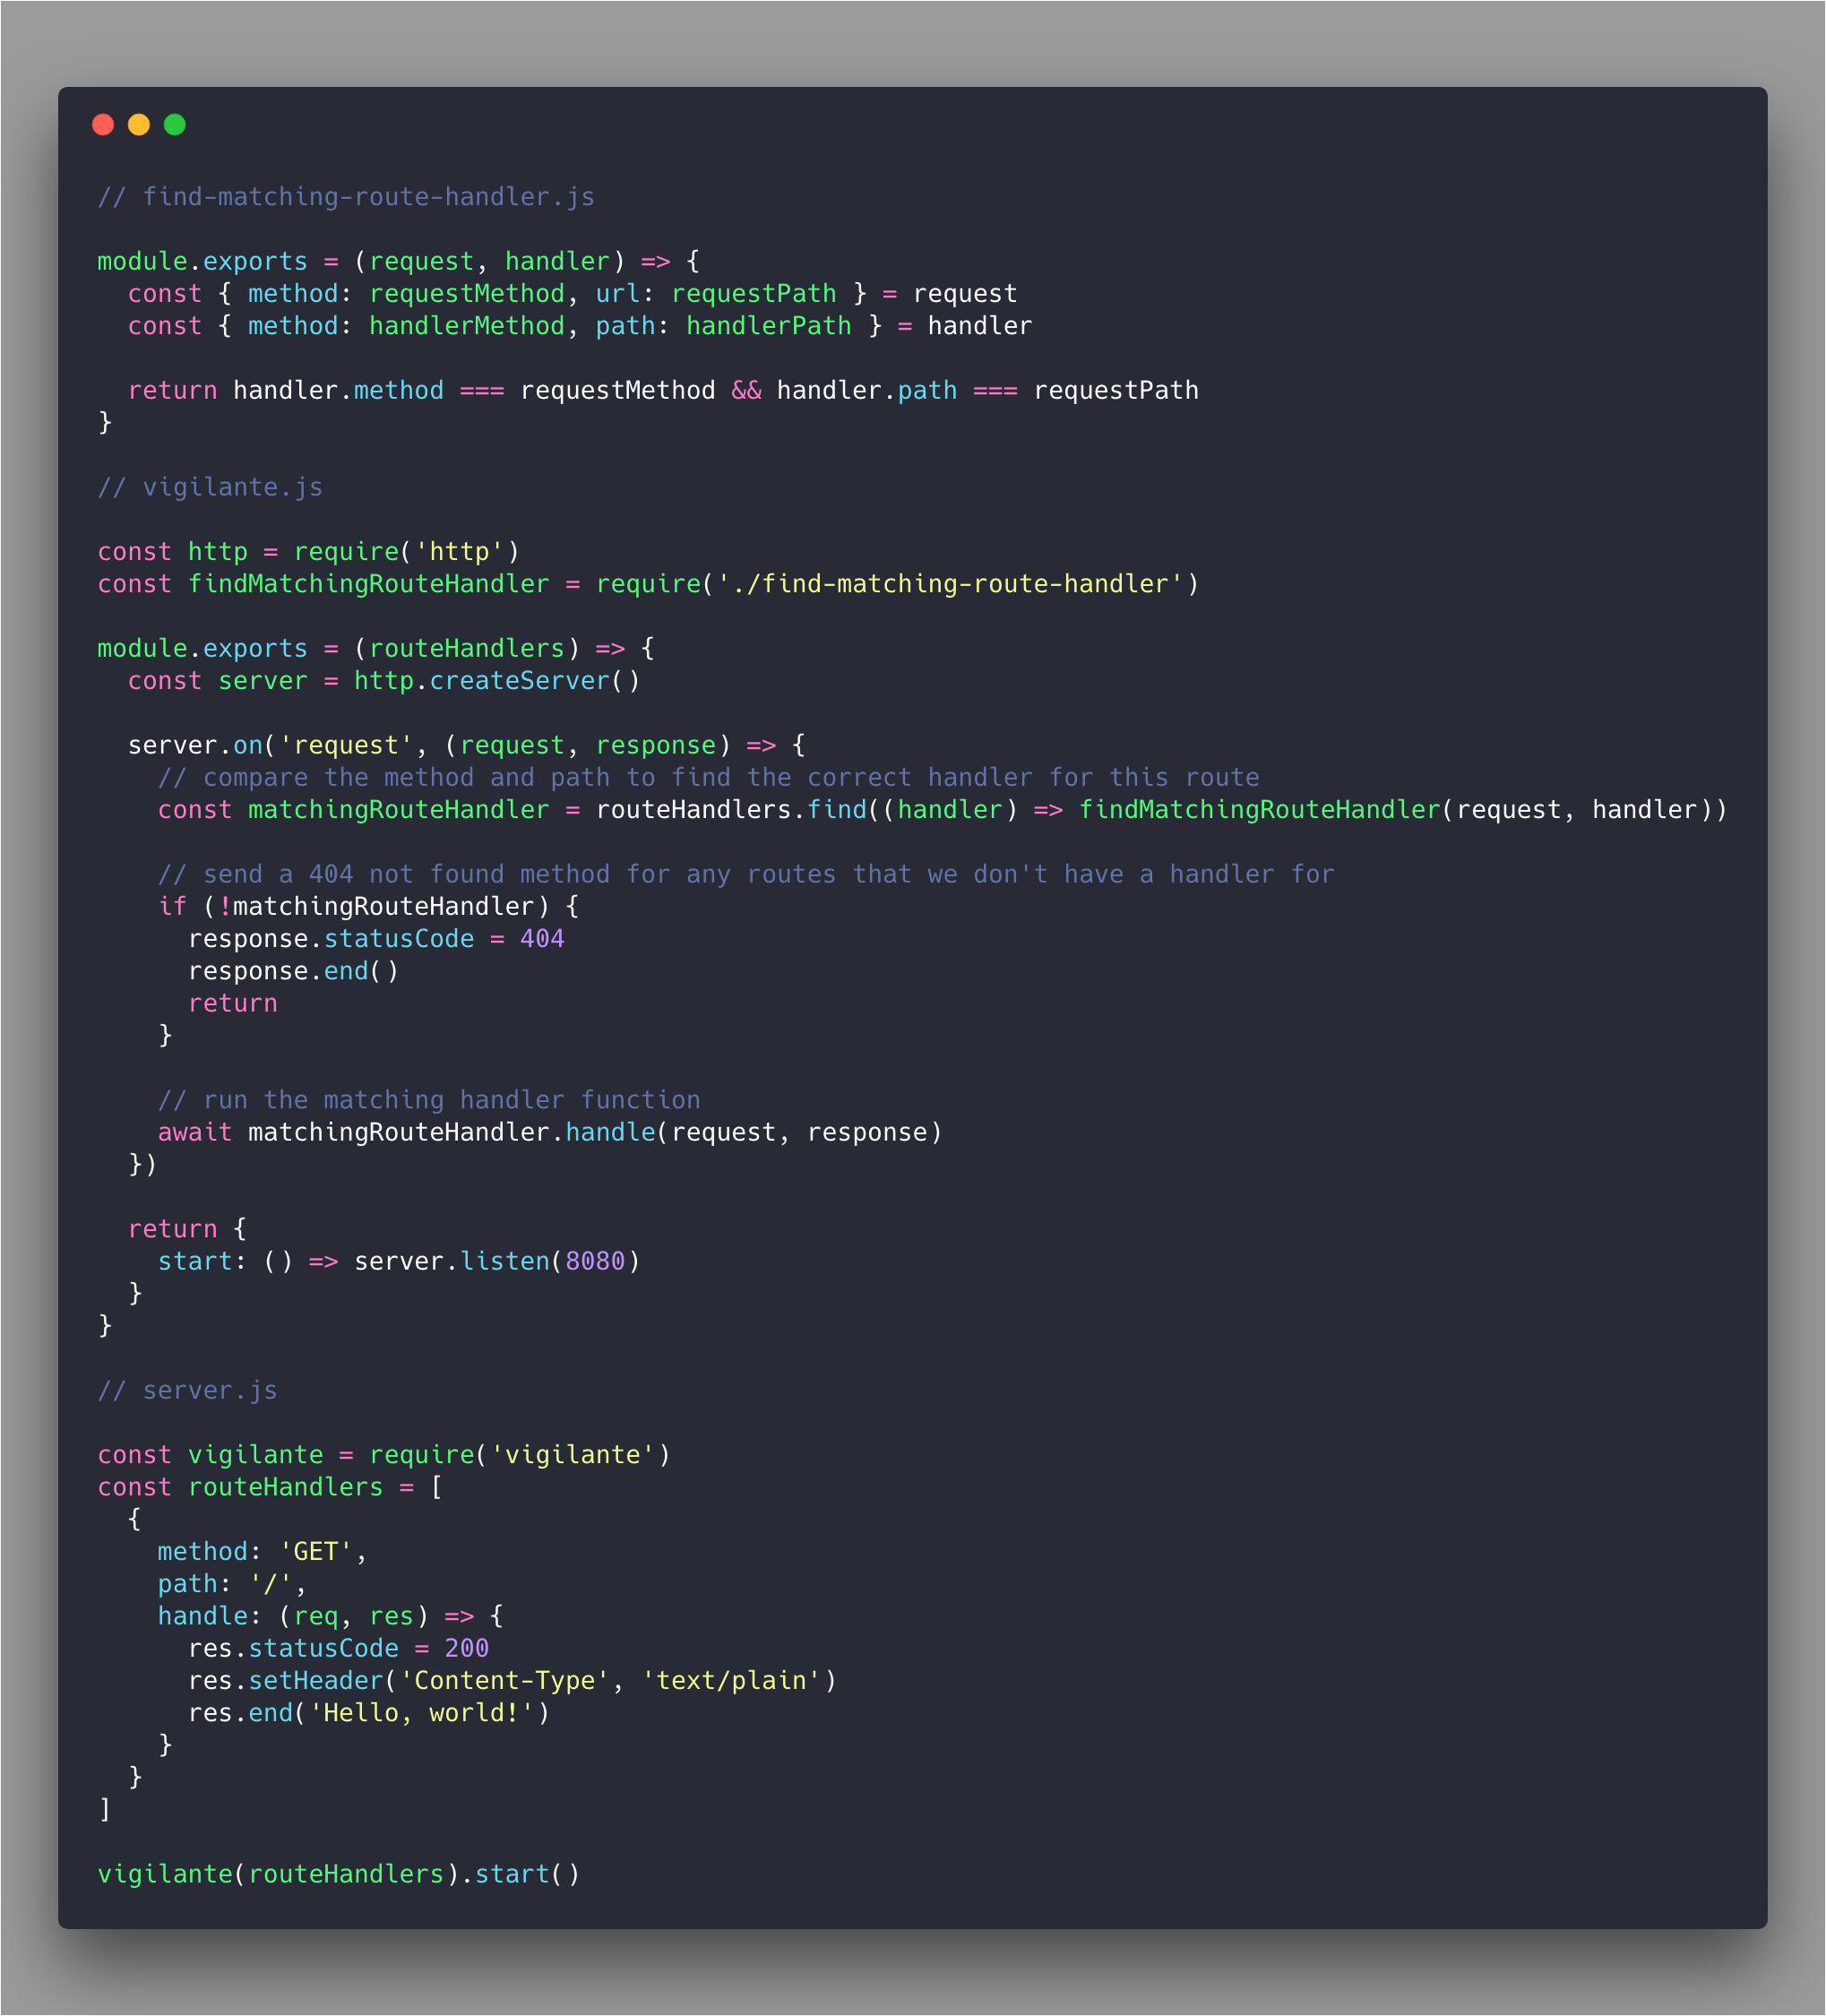 // find-matching-route-handler.js

module.exports = (request, handler) => {
  const { method: requestMethod, url: requestPath } = request
  const { method: handlerMethod, path: handlerPath } = handler

  return handler.method === requestMethod && handler.path === requestPath
}

// vigilante.js

const http = require('http')
const findMatchingRouteHandler = require('./find-matching-route-handler')

module.exports = (routeHandlers) => {
  const server = http.createServer()

  server.on('request', (request, response) => {
    // compare the method and path to find the correct handler for this route
    const matchingRouteHandler = routeHandlers.find((handler) => findMatchingRouteHandler(request, handler))

    // send a 404 not found method for any routes that we don't have a handler for
    if (!matchingRouteHandler) {
      response.statusCode = 404
      response.end()
      return
    }

    // run the matching handler function
    await matchingRouteHandler.handle(request, response)
  })

  return {
    start: () => server.listen(8080)
  }
}

// server.js

const vigilante = require('vigilante')
const routeHandlers = [
  {
    method: 'GET',
    path: '/',
    handle: (req, res) => {
      res.statusCode = 200
      res.setHeader('Content-Type', 'text/plain')
      res.end('Hello, world!')
    }
  }
]

vigilante(routeHandlers).start()